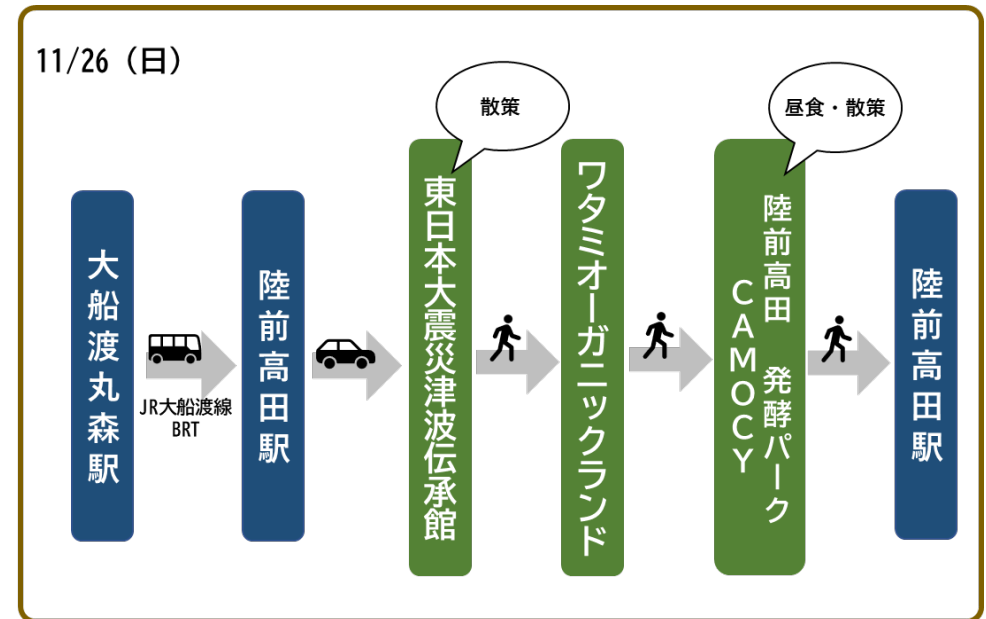 11/26（日）
散策
昼食・散策
大船渡丸森駅
JR大船渡線
BRT
陸前高田駅
東日本大震災津波伝承館
ワタミオーガニックランド
陸前高田　発酵パーク
ＣＡＭＯＣＹ
陸前高田駅